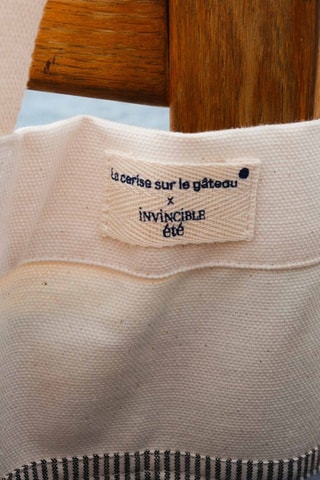 La cerise sur le gâteau
x
iNViNCiBLE
été